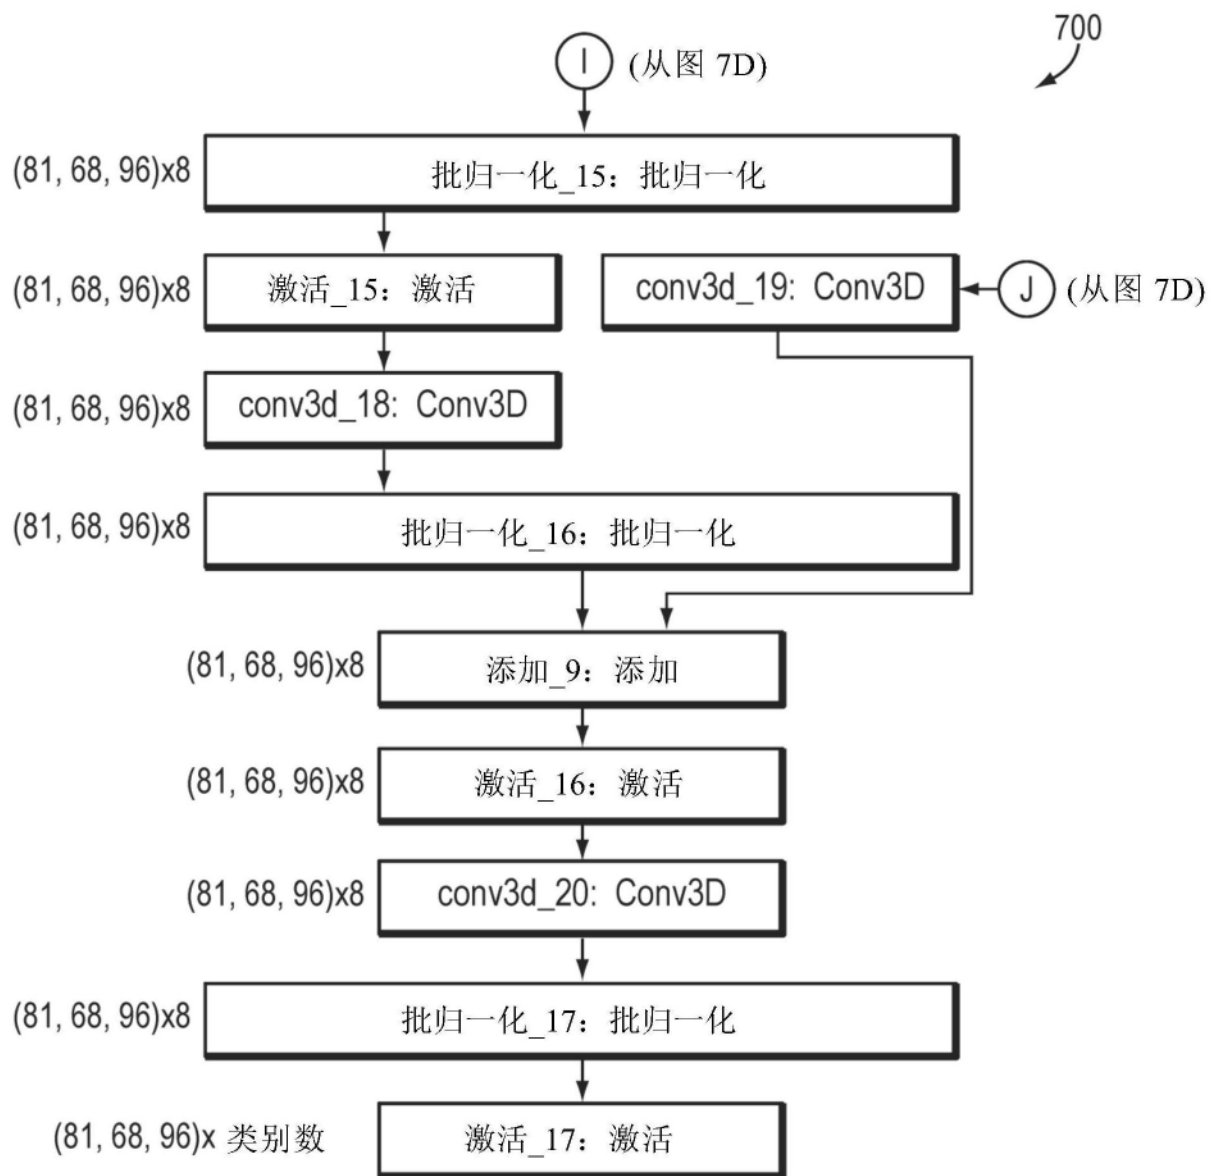 700
I (从图 7D)
(81, 68, 96)x8 批归一化_15：批归一化
(81, 68, 96)x8 激活_15：激活 conv3d_19: Conv3D J (从图 7D)
(81, 68, 96)x8 conv3d_18: Conv3D
(81, 68, 96)x8 批归一化_16：批归一化
(81, 68, 96)x8 添加_9：添加
(81, 68, 96)x8 激活_16：激活
(81, 68, 96)x8 conv3d_20: Conv3D
(81, 68, 96)x8 批归一化_17：批归一化
(81, 68, 96)x 类别数 激活_17：激活